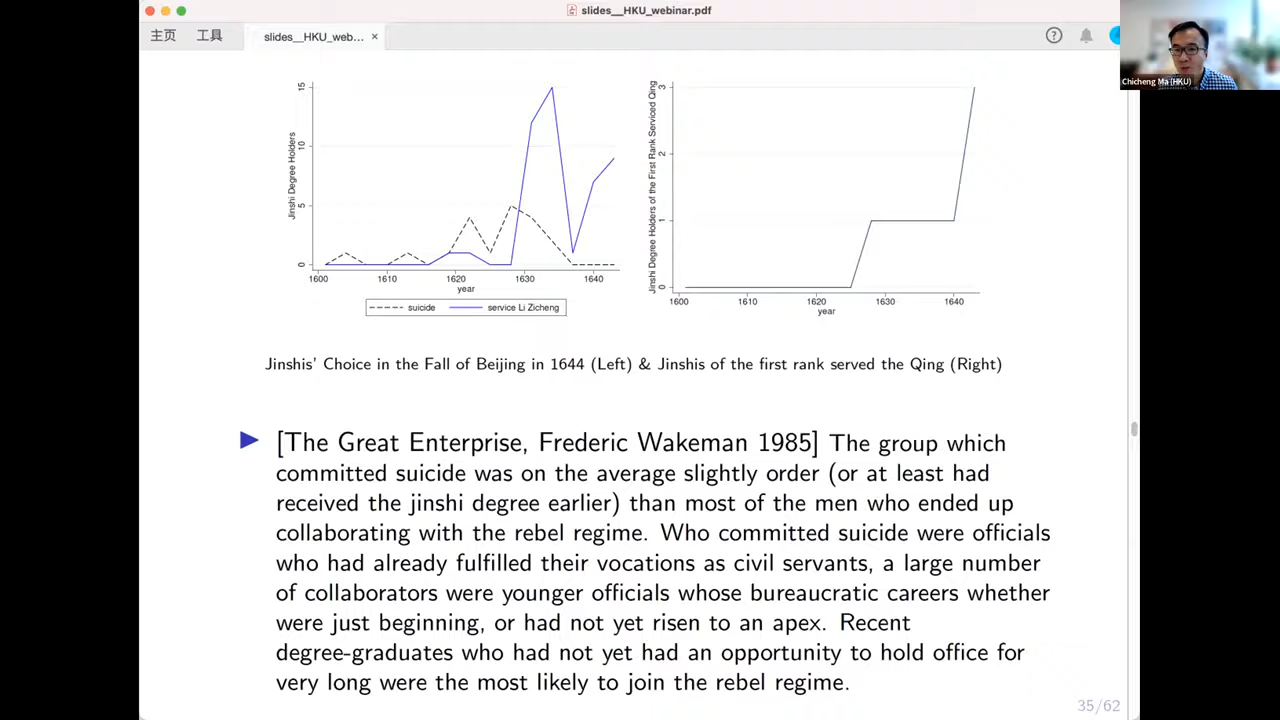 slides__HKU_webinar.pdf
主页 工具 slides__HKU_web... ×
Chicheng Ma (HKU)
Jinshi Degree Holders
15
10
5
0
1600 1610 1620 1630 1640
year
suicide service Li Zicheng
Jinshi Degree Holders of the First Rank Serviced Qing
3
2
1
0
1600 1610 1620 1630 1640
year
Jinshis' Choice in the Fall of Beijing in 1644 (Left) & Jinshis of the first rank served the Qing (Right)
[The Great Enterprise, Frederic Wakeman 1985] The group which
committed suicide was on the average slightly order (or at least had
received the jinshi degree earlier) than most of the men who ended up
collaborating with the rebel regime. Who committed suicide were officials
who had already fulfilled their vocations as civil servants, a large number
of collaborators were younger officials whose bureaucratic careers whether
were just beginning, or had not yet risen to an apex. Recent
degree-graduates who had not yet had an opportunity to hold office for
very long were the most likely to join the rebel regime.
35/62